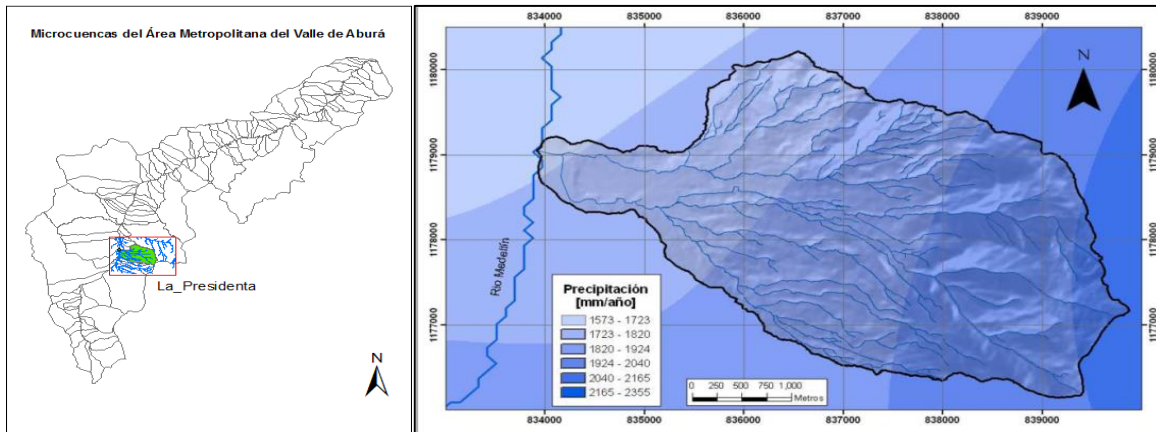 Microcuencas del Área Metropolitana del Valle de Aburá
La_Presidenta
N
834000 835000 836000 837000 838000 839000
1180000 1180000
1179000 1179000
1178000 1178000
1177000 1177000
Río Medellín
Precipitación
[mm/año]
1573 - 1723
1723 - 1820
1820 - 1924
1924 - 2040
2040 - 2165
2165 - 2355
N
0 250 500 750 1,000
Metros
834000 835000 836000 837000 838000 839000